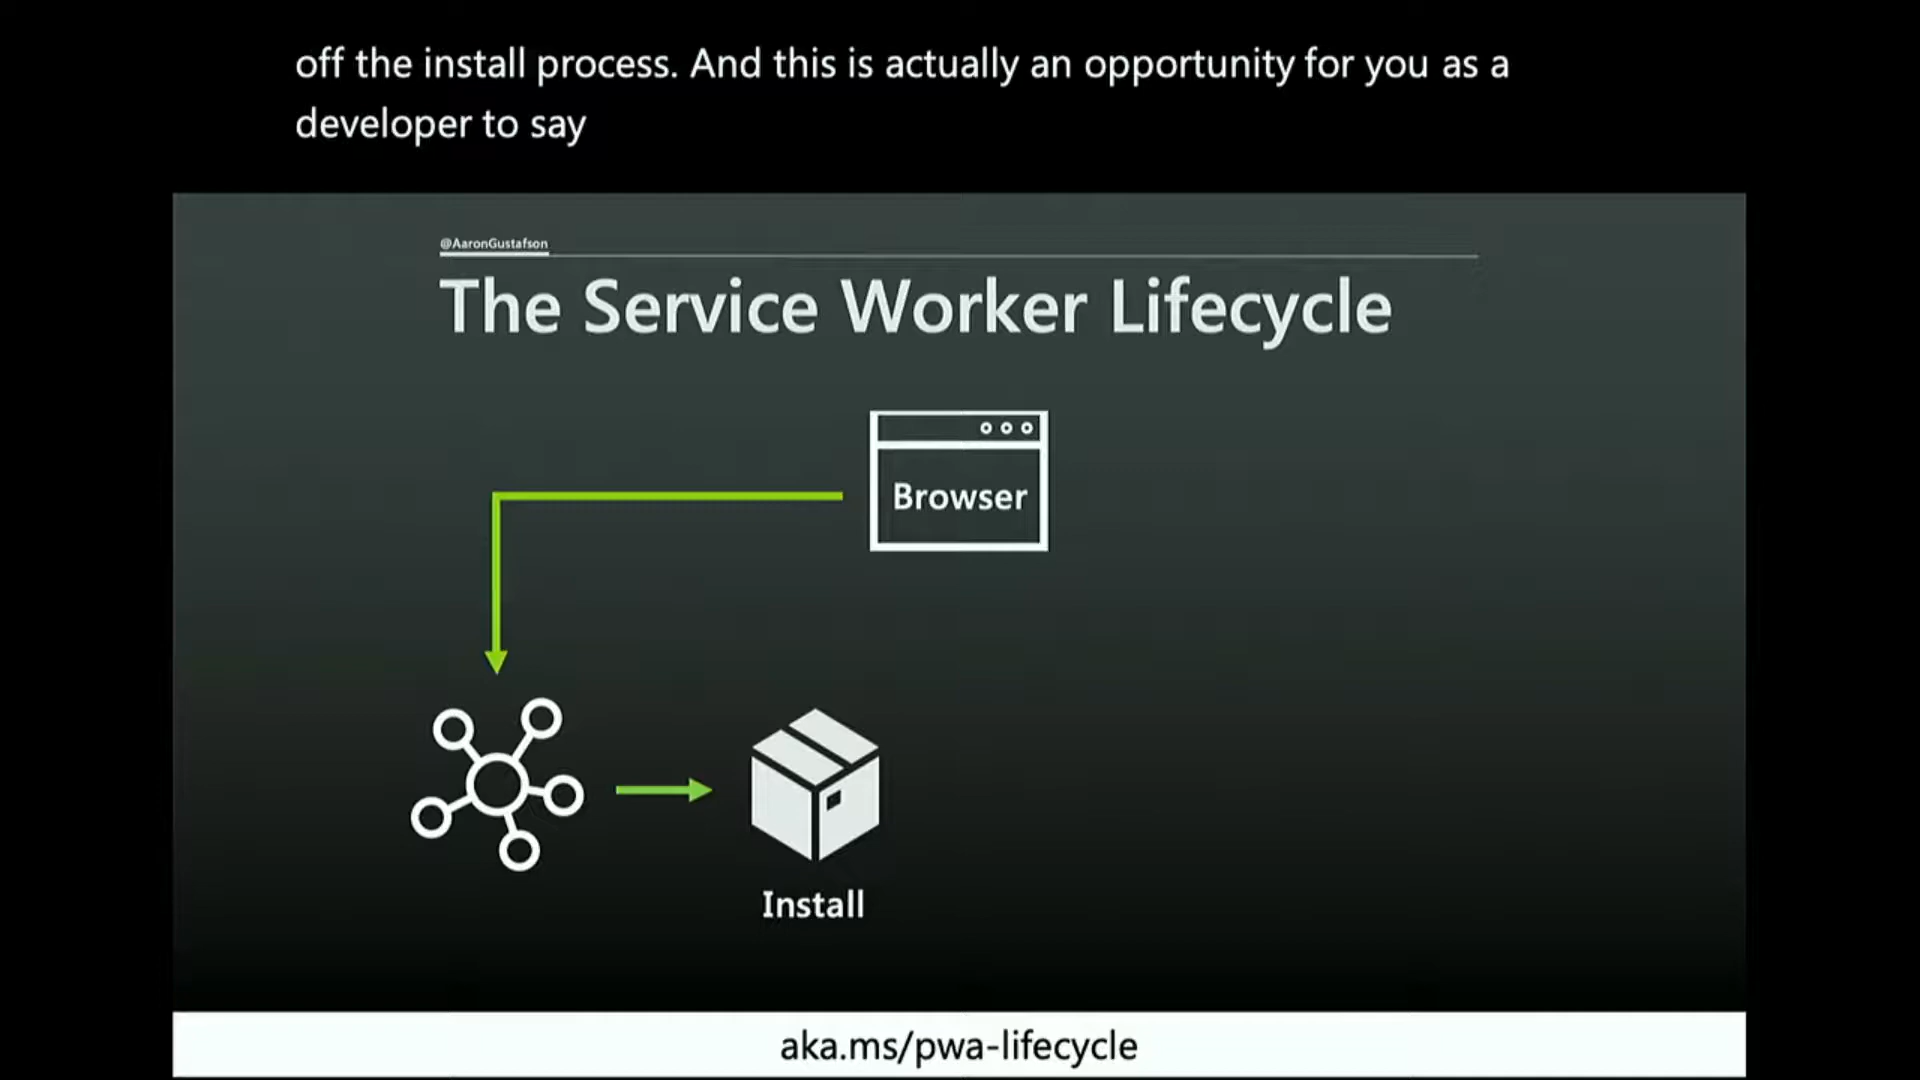 off the install process. And this is actually an opportunity for you as a
developer to say
@AaronGustafson
The Service Worker Lifecycle
Browser
Install
aka.ms/pwa-lifecycle